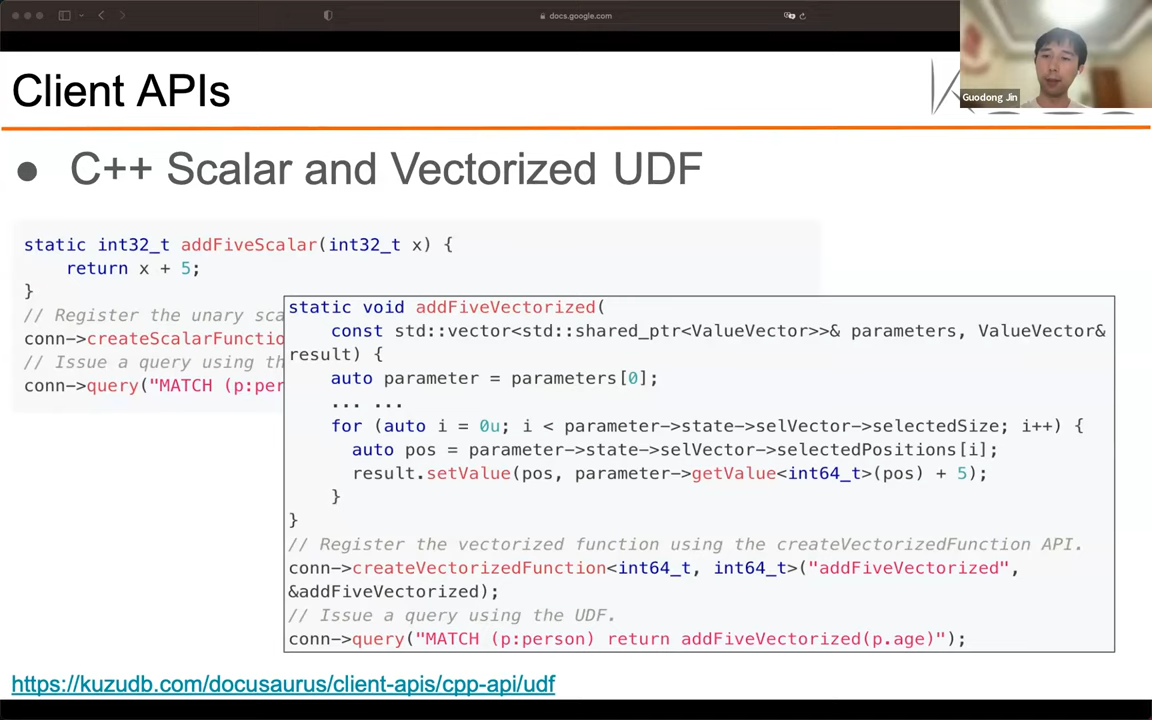 docs.google.com
Guodong Jin
Client APIs
● C++ Scalar and Vectorized UDF
static int32_t addFiveScalar(int32_t x) {
    return x + 5;
}
// Register the unary sca
conn->createScalarFunctio
// Issue a query using th
conn->query("MATCH (p:per
static void addFiveVectorized(
    const std::vector<std::shared_ptr<ValueVector>>& parameters, ValueVector&
result) {
    auto parameter = parameters[0];
    ... ...
    for (auto i = 0u; i < parameter->state->selVector->selectedSize; i++) {
      auto pos = parameter->state->selVector->selectedPositions[i];
      result.setValue(pos, parameter->getValue<int64_t>(pos) + 5);
    }
}
// Register the vectorized function using the createVectorizedFunction API.
conn->createVectorizedFunction<int64_t, int64_t>("addFiveVectorized",
&addFiveVectorized);
// Issue a query using the UDF.
conn->query("MATCH (p:person) return addFiveVectorized(p.age)");
https://kuzudb.com/docusaurus/client-apis/cpp-api/udf